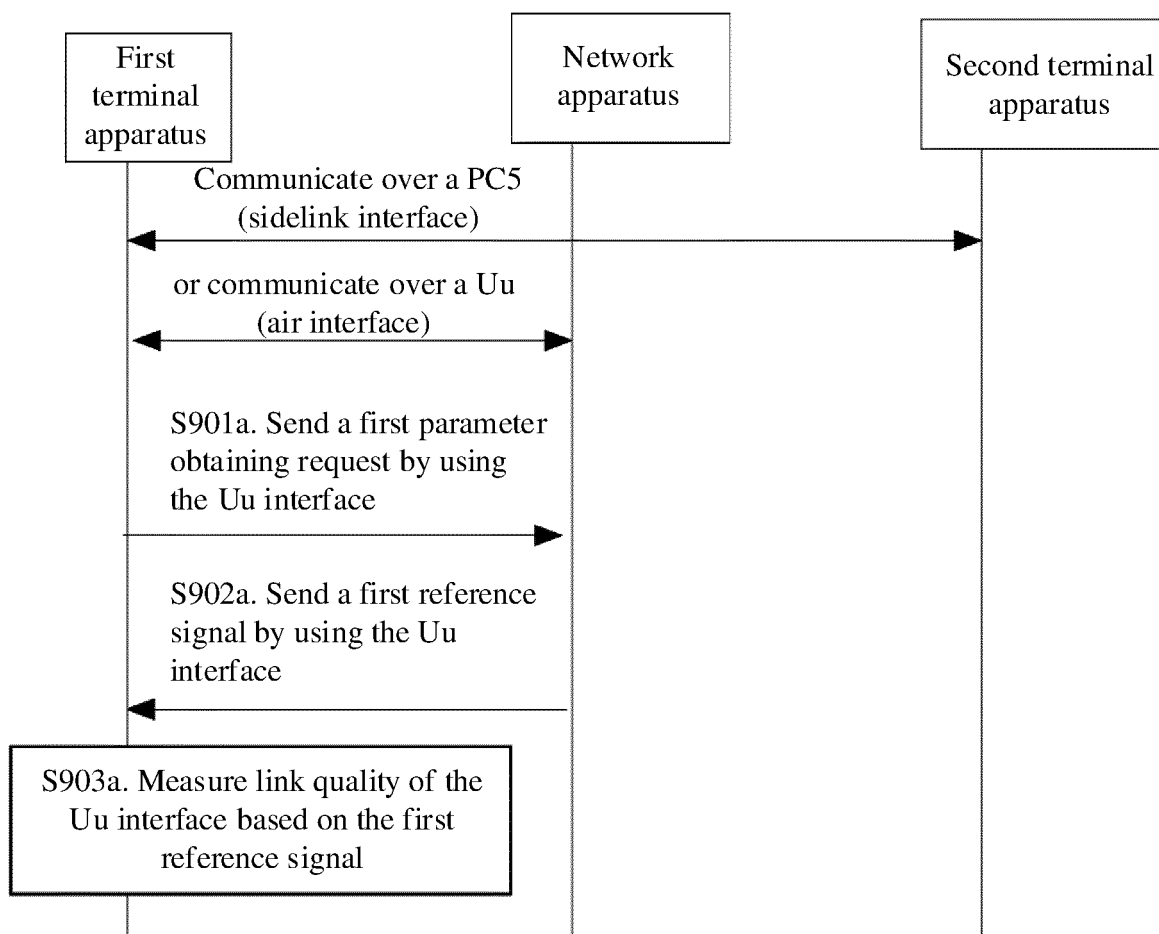 First
terminal
apparatus
Network
apparatus
Second terminal
apparatus
Communicate over a PC5
(sidelink interface)
or communicate over a Uu
(air interface)
S901a. Send a first parameter
obtaining request by using
the Uu interface
S902a. Send a first reference
signal by using the Uu
interface
S903a. Measure link quality of the
Uu interface based on the first
reference signal